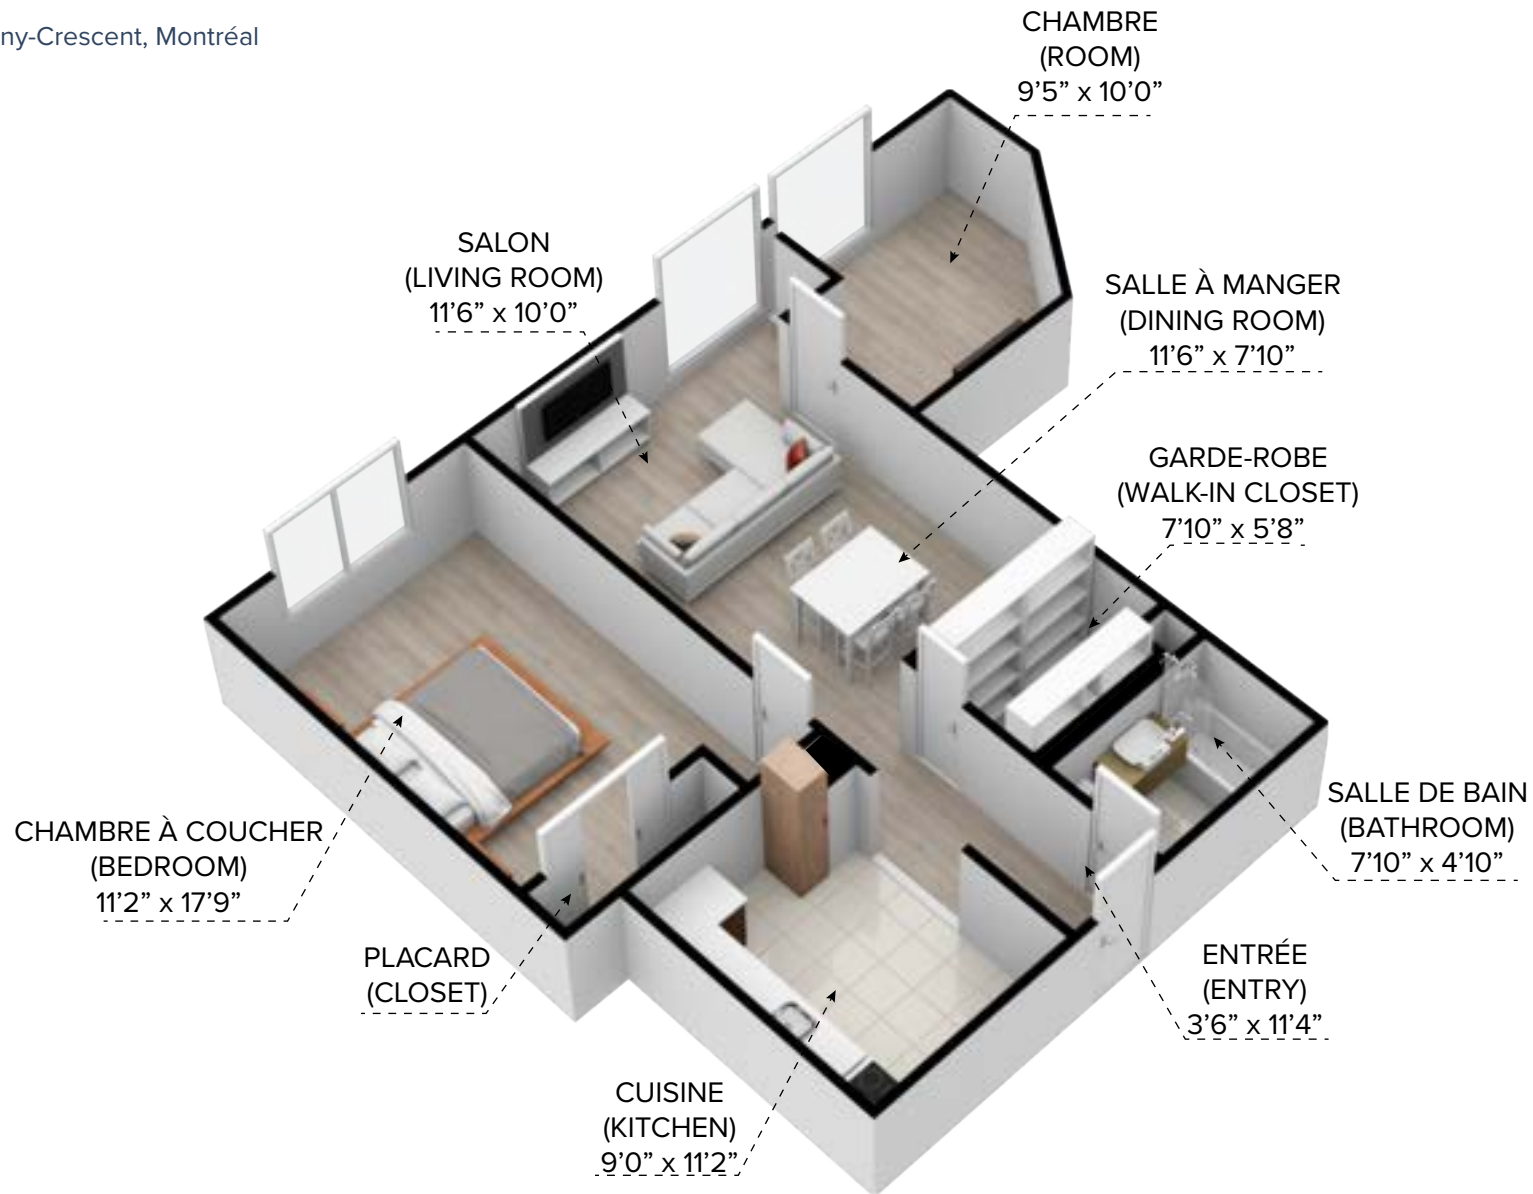 ny-Crescent, Montréal
CHAMBRE
(ROOM)
9’5” x 10’0”
SALON
(LIVING ROOM)
11’6” x 10’0”
SALLE À MANGER
(DINING ROOM)
11’6” x 7’10”
GARDE-ROBE
(WALK-IN CLOSET)
7’10” x 5’8”
SALLE DE BAIN
(BATHROOM)
7’10” x 4’10”
CHAMBRE À COUCHER
(BEDROOM)
11’2” x 17’9”
PLACARD
(CLOSET)
ENTRÉE
(ENTRY)
3’6” x 11’4”
CUISINE
(KITCHEN)
9’0” x 11’2”